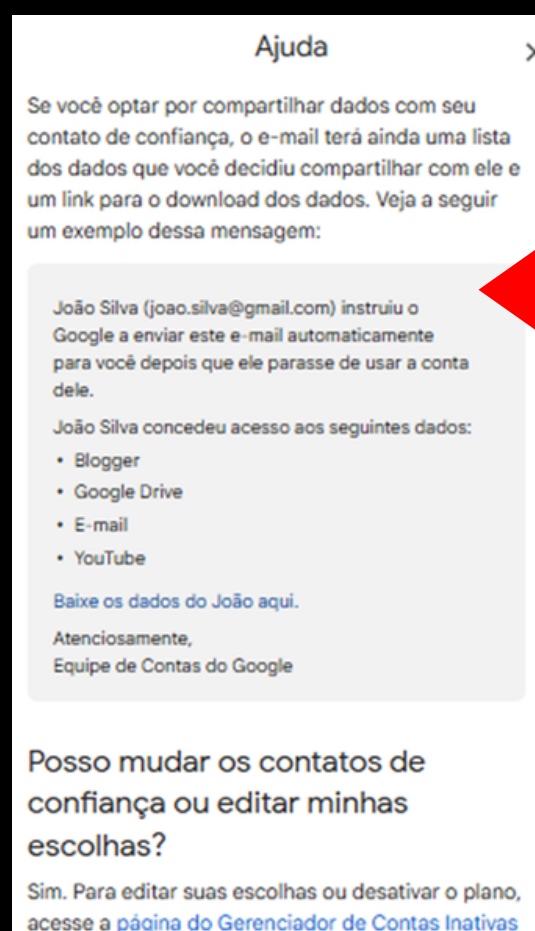 Ajuda
Se você optar por compartilhar dados com seu
contato de confiança, o e-mail terá ainda uma lista
dos dados que você decidiu compartilhar com ele e
um link para o download dos dados. Veja a seguir
um exemplo dessa mensagem:
João Silva (joao.silva@gmail.com) instruiu o
Google a enviar este e-mail automaticamente
para você depois que ele parasse de usar a conta
dele.
João Silva concedeu acesso aos seguintes dados:
• Blogger
• Google Drive
• E-mail
• YouTube
Baixe os dados do João aqui.
Atenciosamente,
Equipe de Contas do Google
Posso mudar os contatos de
confiança ou editar minhas
escolhas?
Sim. Para editar suas escolhas ou desativar o plano,
acesse a página do Gerenciador de Contas Inativas